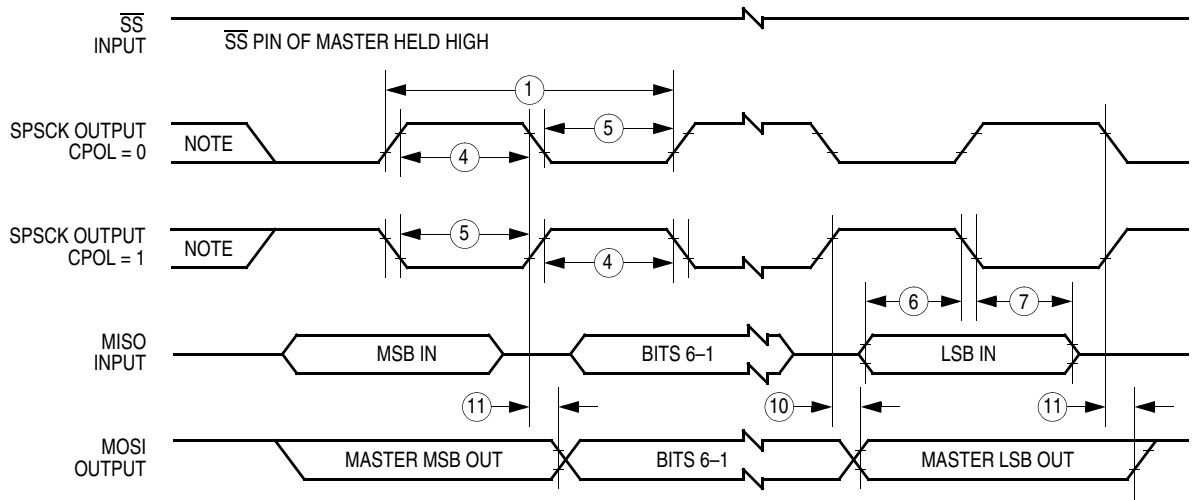 SS
INPUT
SS PIN OF MASTER HELD HIGH
1
SPSCK OUTPUT
CPOL = 0
NOTE
5
4
SPSCK OUTPUT
CPOL = 1
NOTE
5
4
6
7
MISO
INPUT
MSB IN
BITS 6–1
LSB IN
11
10
11
MOSI
OUTPUT
MASTER MSB OUT
BITS 6–1
MASTER LSB OUT